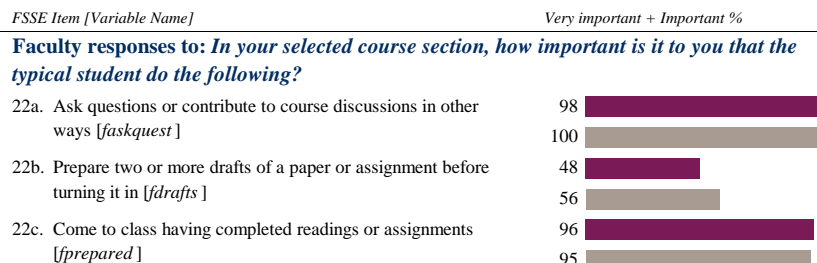 FSSE Item [Variable Name] Very important + Important %
Faculty responses to: In your selected course section, how important is it to you that the
typical student do the following?
22a. Ask questions or contribute to course discussions in other 98
ways [faskquest ]
100
22b. Prepare two or more drafts of a paper or assignment before 48
turning it in [fdrafts ] 56
22c. Come to class having completed readings or assignments 96
[fprepared ] 95